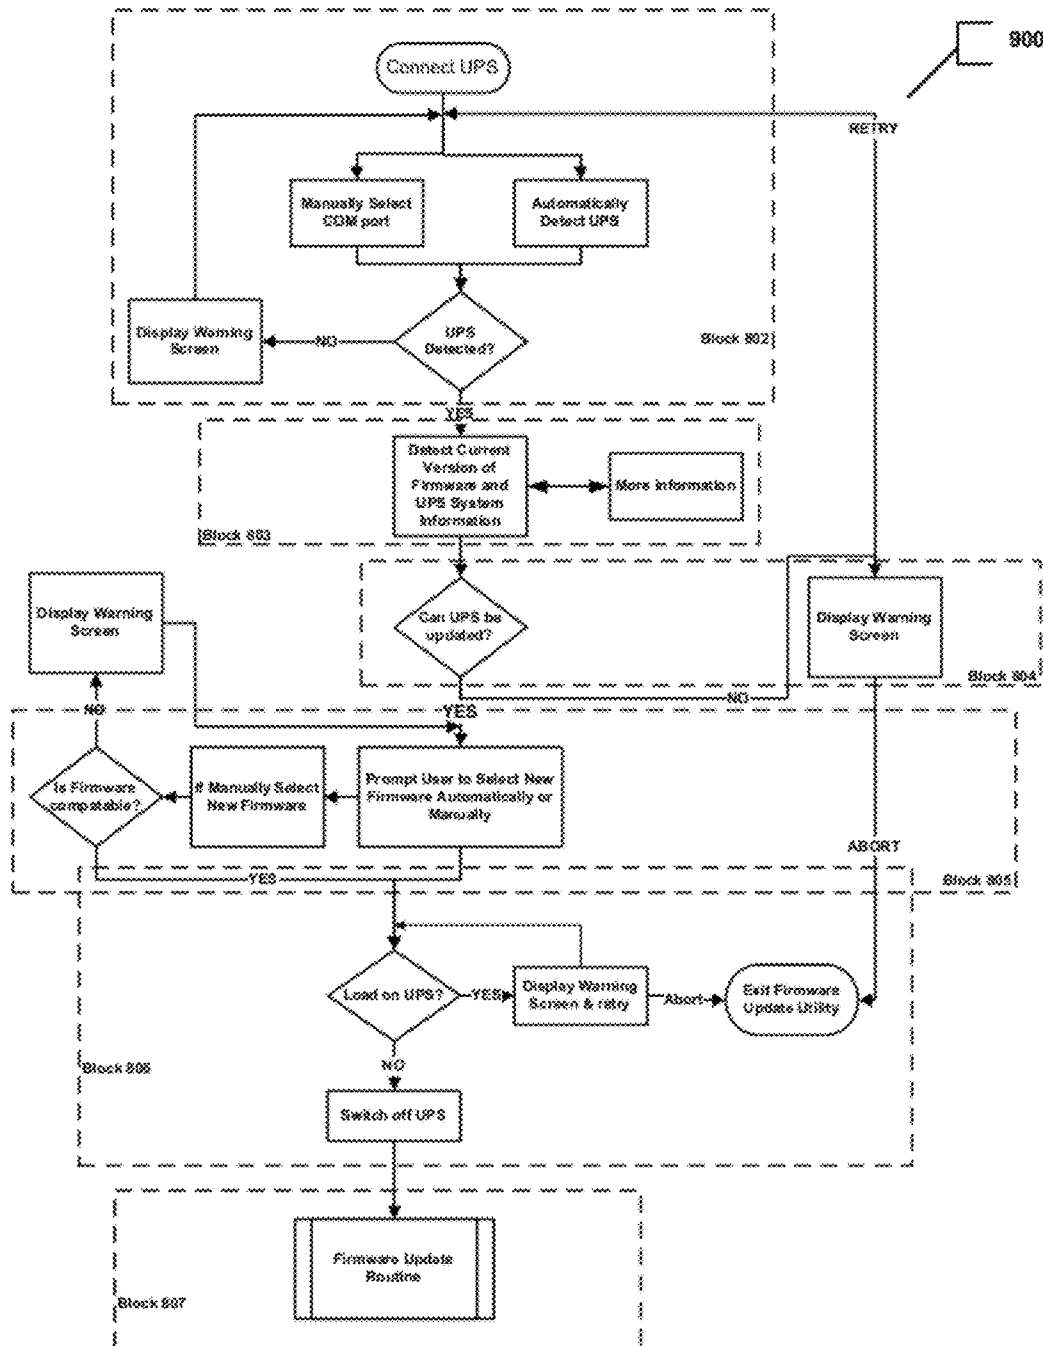 900
Connect UPS
RETRY
Manually Select
COM port
Automatically
Detect UPS
Display Warning
Screen
NO
UPS
Detected?
Block 802
YES
Detect Current
Version of
Firmware and
UPS System
Information
More Information
Block 803
Display Warning
Screen
Can UPS be
updated?
Display Warning
Screen
Block 804
NO
NO
YES
Is Firmware
compatable?
If Manually Select
New Firmware
Prompt User to Select New
Firmware Automatically or
Manually
ABORT
YES
Block 805
Load on UPS?
YES
Display Warning
Screen & retry
Abort
Exit Firmware
Update Utility
NO
Block 806
Switch off UPS
Firmware Update
Routine
Block 807